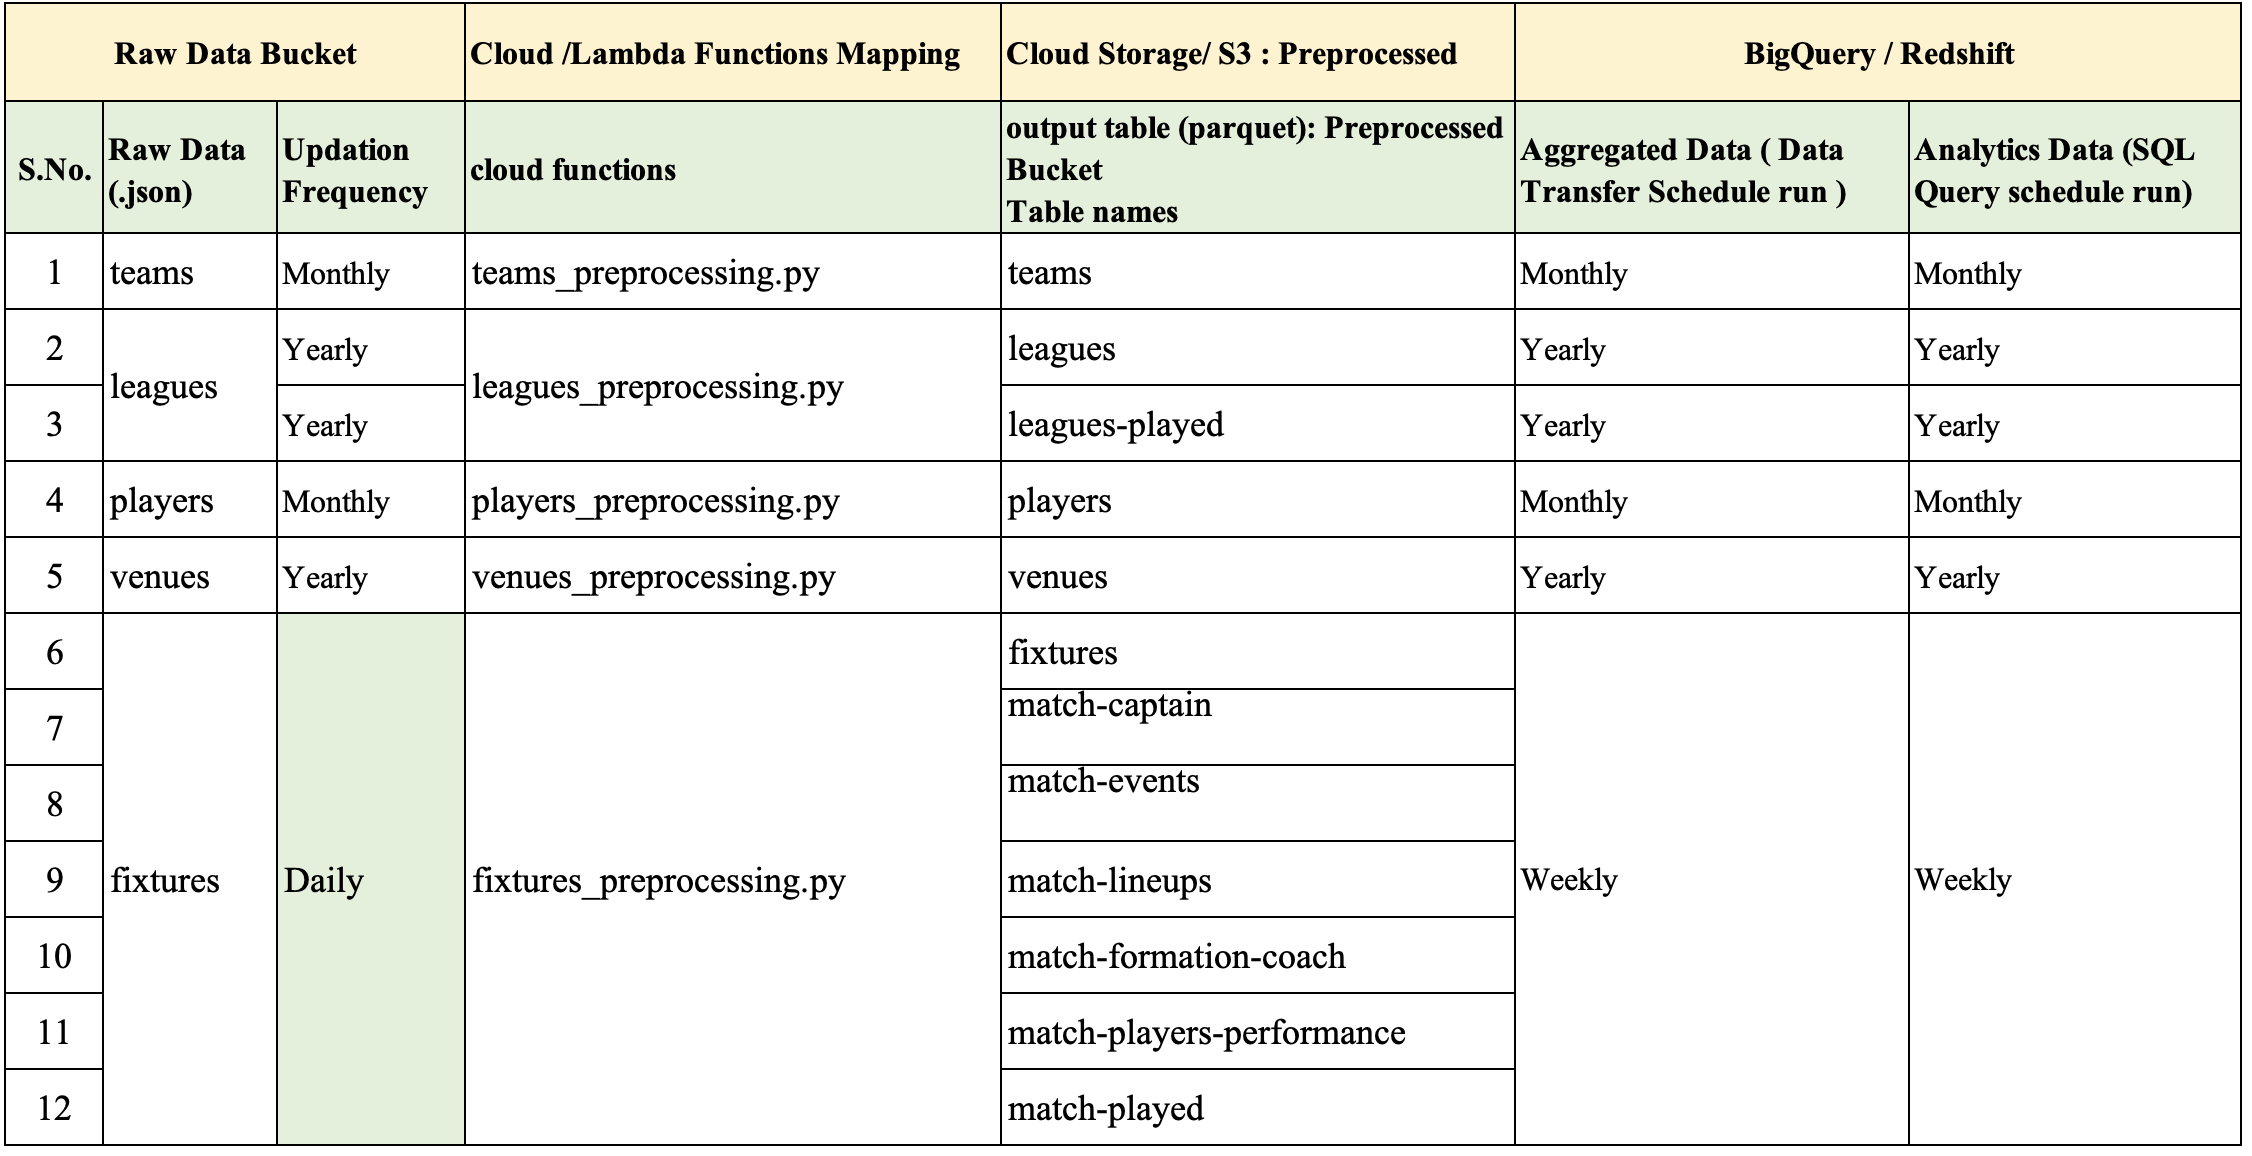 Raw Data Bucket
Cloud /Lambda Functions Mapping
Cloud Storage/ S3 : Preprocessed
BigQuery / Redshift
S.No.
Raw Data
(.json)
Updation
Frequency
cloud functions
output table (parquet): Preprocessed
Bucket
Table names
Aggregated Data ( Data
Transfer Schedule run )
Analytics Data (SQL
Query schedule run)
1
teams
Monthly
teams_preprocessing.py
teams
Monthly
Monthly
2
leagues
Yearly
leagues_preprocessing.py
leagues
Yearly
Yearly
3
Yearly
leagues-played
Yearly
Yearly
4
players
Monthly
players_preprocessing.py
players
Monthly
Monthly
5
venues
Yearly
venues_preprocessing.py
venues
Yearly
Yearly
6
fixtures
7
match-captain
8
match-events
9
fixtures
Daily
fixtures_preprocessing.py
match-lineups
Weekly
Weekly
10
match-formation-coach
11
match-players-performance
12
match-played